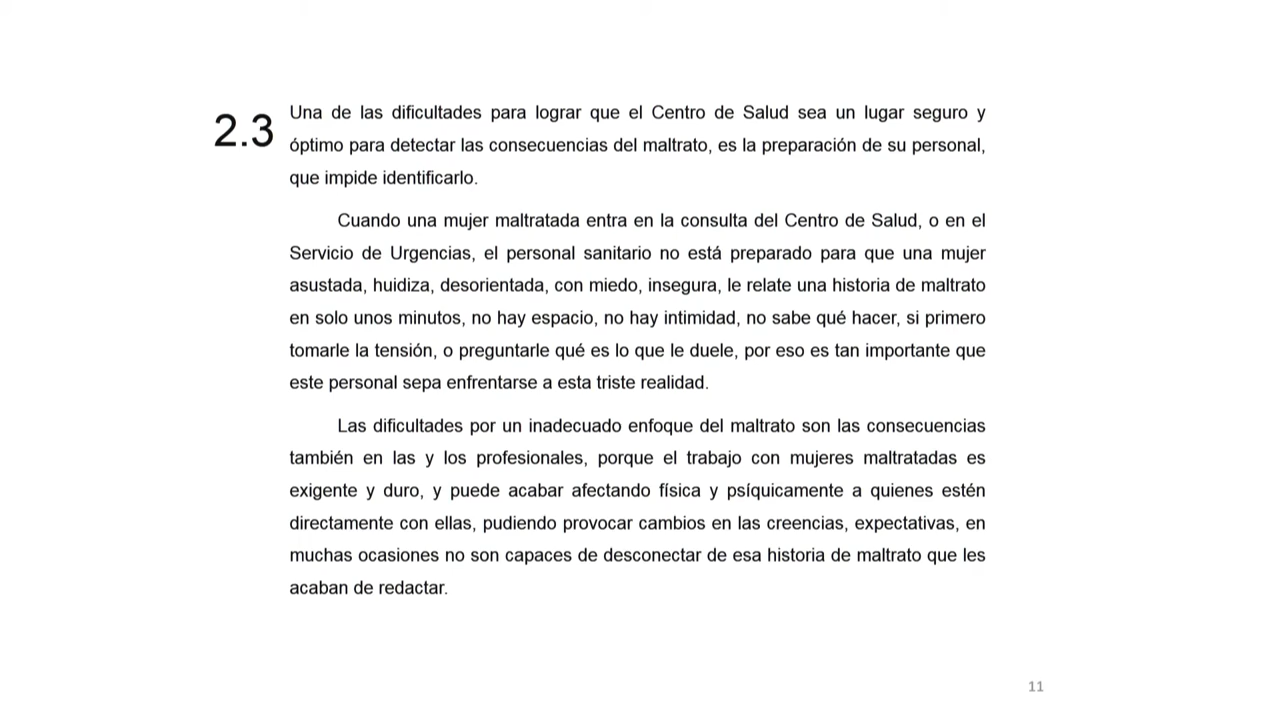 2.3
Una de las dificultades para lograr que el Centro de Salud sea un lugar seguro y
óptimo para detectar las consecuencias del maltrato, es la preparación de su personal,
que impide identificarlo.
Cuando una mujer maltratada entra en la consulta del Centro de Salud, o en el
Servicio de Urgencias, el personal sanitario no está preparado para que una mujer
asustada, huidiza, desorientada, con miedo, insegura, le relate una historia de maltrato
en solo unos minutos, no hay espacio, no hay intimidad, no sabe qué hacer, si primero
tomarle la tensión, o preguntarle qué es lo que le duele, por eso es tan importante que
este personal sepa enfrentarse a esta triste realidad.
Las dificultades por un inadecuado enfoque del maltrato son las consecuencias
también en las y los profesionales, porque el trabajo con mujeres maltratadas es
exigente y duro, y puede acabar afectando física y psíquicamente a quienes estén
directamente con ellas, pudiendo provocar cambios en las creencias, expectativas, en
muchas ocasiones no son capaces de desconectar de esa historia de maltrato que les
acaban de redactar.
11